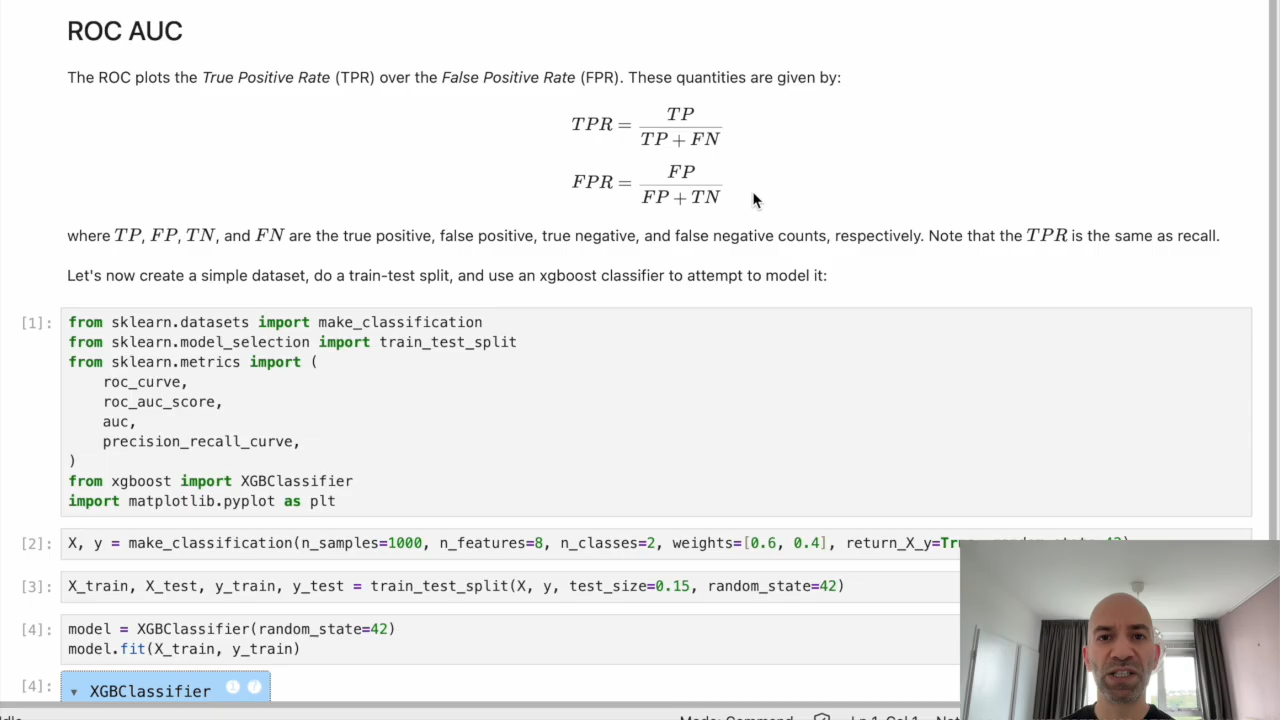 ROC AUC
The ROC plots the True Positive Rate (TPR) over the False Positive Rate (FPR). These quantities are given by:
TPR = TP / TP + FN
FPR = FP / FP + TN
where TP, FP, TN, and FN are the true positive, false positive, true negative, and false negative counts, respectively. Note that the TPR is the same as recall.
Let's now create a simple dataset, do a train-test split, and use an xgboost classifier to attempt to model it:
[1]: from sklearn.datasets import make_classification
from sklearn.model_selection import train_test_split
from sklearn.metrics import (
    roc_curve,
    roc_auc_score,
    auc,
    precision_recall_curve,
)
from xgboost import XGBClassifier
import matplotlib.pyplot as plt
[2]: X, y = make_classification(n_samples=1000, n_features=8, n_classes=2, weights=[0.6, 0.4], return_X_y=
[3]: X_train, X_test, y_train, y_test = train_test_split(X, y, test_size=0.15, random_state=42)
[4]: model = XGBClassifier(random_state=42)
model.fit(X_train, y_train)
[4]: ▾ XGBClassifier